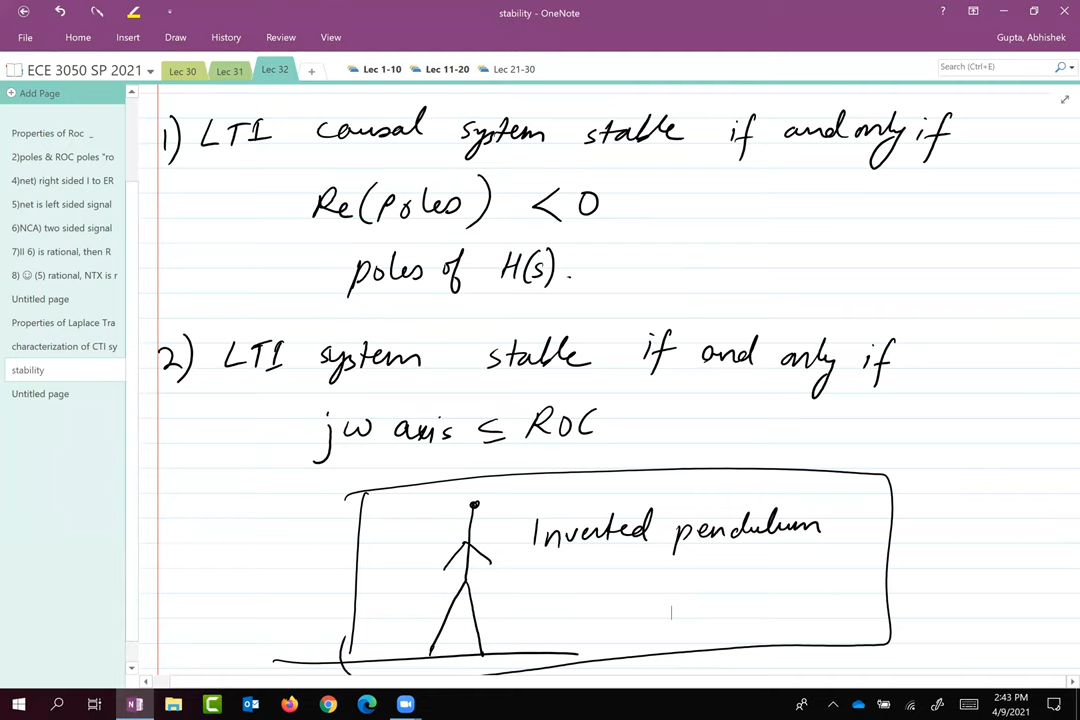 stability - OneNote
Gupta, Abhishek
File Home Insert Draw History Review View
ECE 3050 SP 2021
Lec 30 Lec 31 Lec 32
Lec 1-10 Lec 11-20 Lec 21-30
Search (Ctrl+E)
Add Page
Properties of Roc _
2)poles & ROC poles "ro
4)net) right sided I to ER
5)net is left sided signal
6)NCA) two sided signal
7)II 6) is rational, then R
8) ☺ (5) rational, NTX is r
Untitled page
Properties of Laplace Tra
characterization of CTI sy
stability
Untitled page
1) LTI causal system stable if and only if
Re(poles) < 0
poles of H(s).
2) LTI system stable if and only if
jω axis ⊆ ROC
Inverted pendulum
2:43 PM
4/9/2021